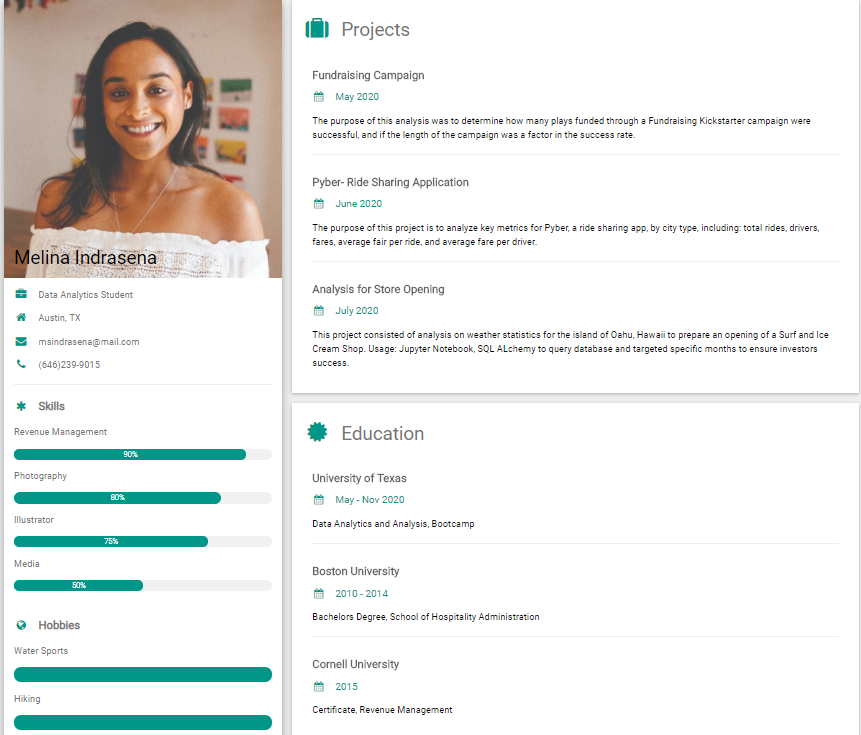 Melina Indrasena
Data Analytics Student
Austin, TX
msindrasena@mail.com
(646)239-9015
Skills
Revenue Management
90%
Photography
80%
Illustrator
75%
Media
50%
Hobbies
Water Sports
Hiking
Projects
Fundraising Campaign
May 2020
The purpose of this analysis was to determine how many plays funded through a Fundraising Kickstarter campaign were
successful, and if the length of the campaign was a factor in the success rate.
Pyber- Ride Sharing Application
June 2020
The purpose of this project is to analyze key metrics for Pyber, a ride sharing app, by city type, including: total rides, drivers,
fares, average fair per ride, and average fare per driver.
Analysis for Store Opening
July 2020
This project consisted of analysis on weather statistics for the island of Oahu, Hawaii to prepare an opening of a Surf and Ice
Cream Shop. Usage: Jupyter Notebook, SQL ALchemy to query database and targeted specific months to ensure investors
success.
Education
University of Texas
May - Nov 2020
Data Analytics and Analysis, Bootcamp
Boston University
2010 - 2014
Bachelors Degree, School of Hospitality Administration
Cornell University
2015
Certificate, Revenue Management